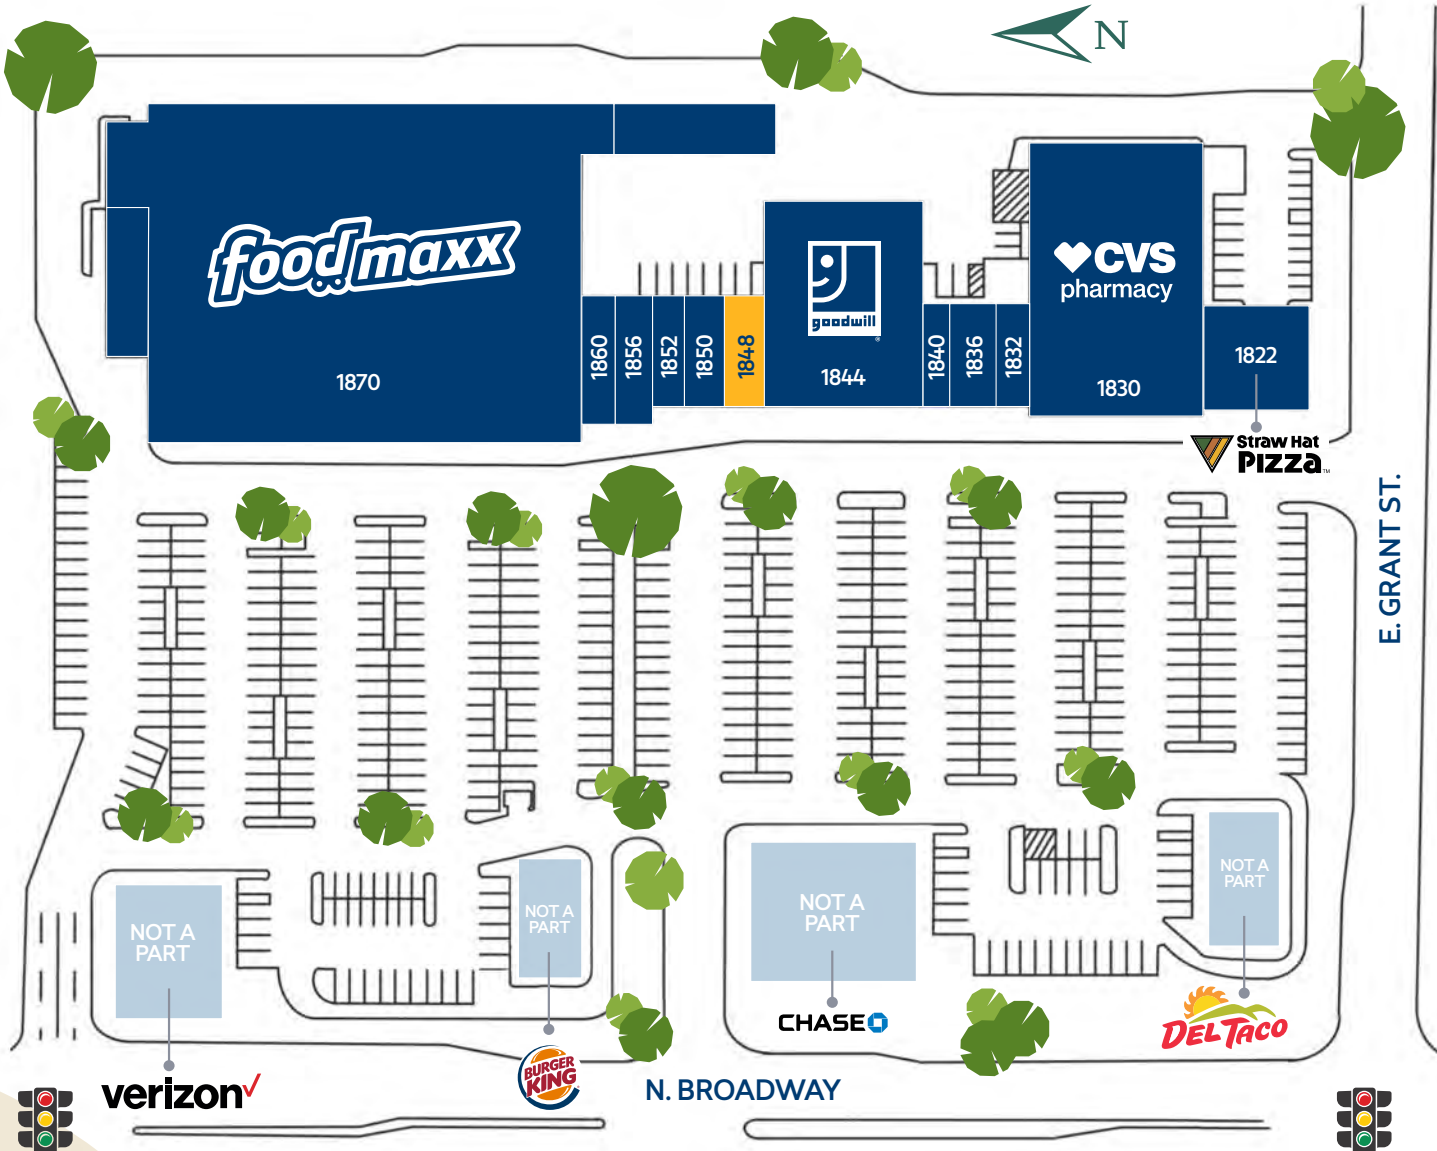 N
foodmaxx
1870
1860
1856
1852
1850
1848
goodwill
®
1844
1840
1836
1832
CVS
pharmacy
1830
1822
Straw Hat
PIZZa™
E. GRANT ST.
NOT A
PART
verizon
NOT A
PART
BURGER
KING
NOT A
PART
CHASE
NOT A
PART
DEL TACO
N. BROADWAY